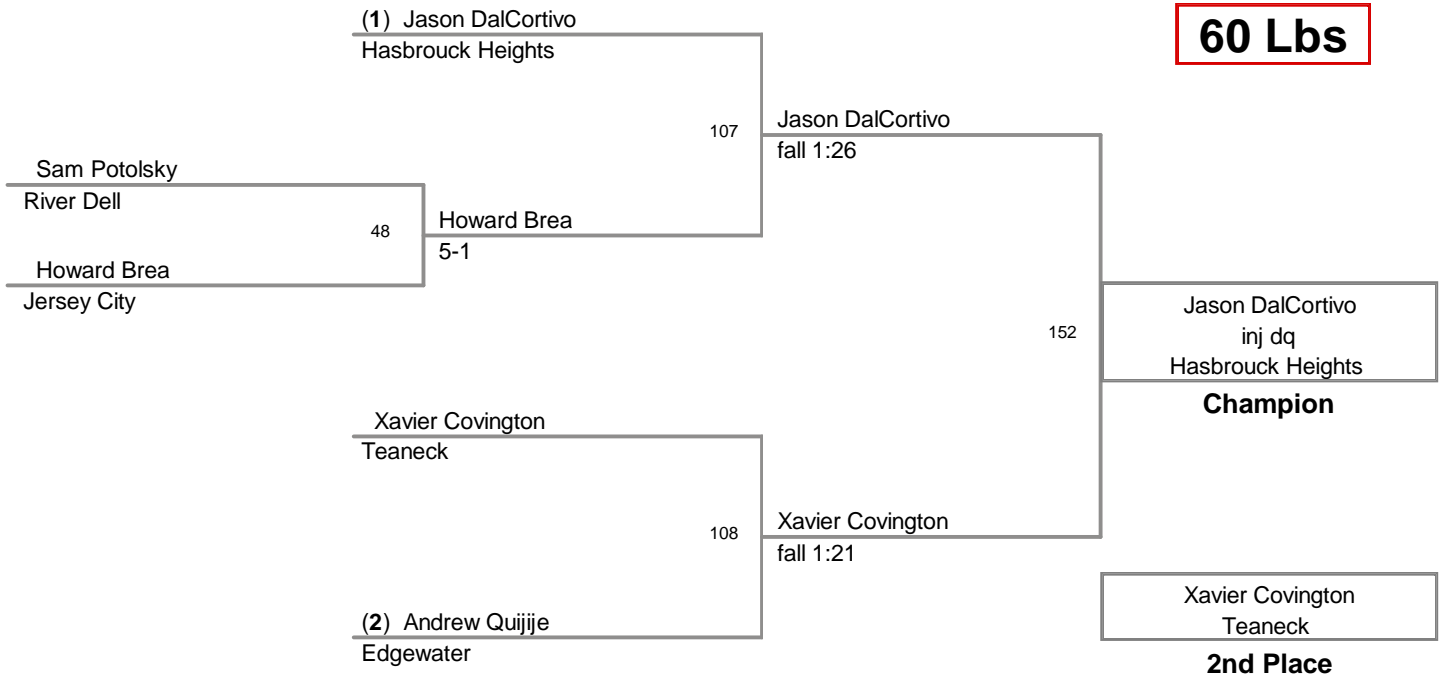 (1) Jason DalCortivo
Hasbrouck Heights
60 Lbs
107
Jason DalCortivo
fall 1:26
Sam Potolsky
River Dell
48
Howard Brea
5-1
Howard Brea
Jersey City
152
Jason DalCortivo
inj dq
Hasbrouck Heights
Champion
Xavier Covington
Teaneck
108
Xavier Covington
fall 1:21
(2) Andrew Quijije
Edgewater
Xavier Covington
Teaneck
2nd Place